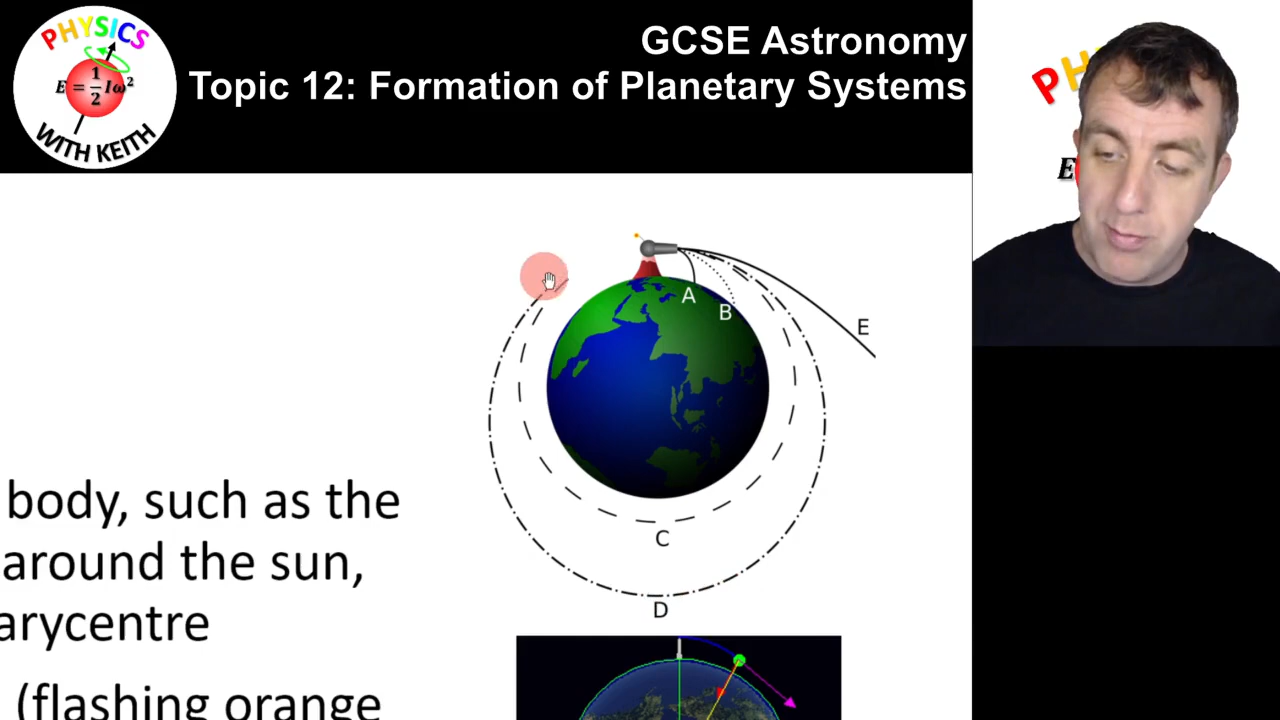 PHYSICS
E = 1/2 Iω²
WITH KEITH
GCSE Astronomy
Topic 12: Formation of Planetary Systems
PH
E
A
B
E
C
D
body, such as the
around the sun,
arycentre
(flashing orange